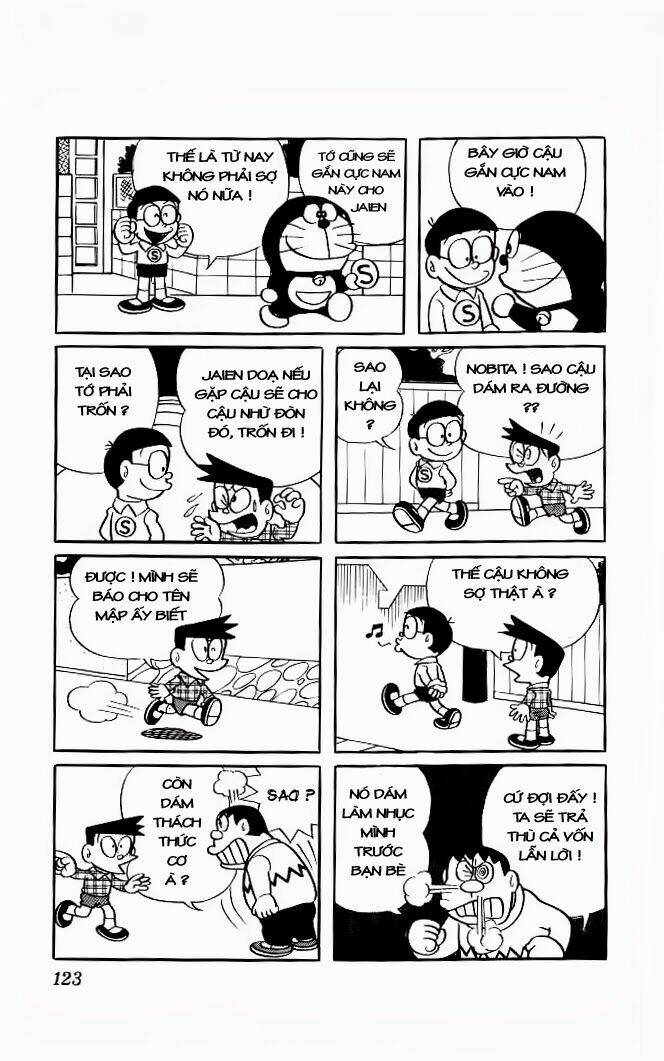 BÂY GIỜ CẬU
GẮN CỰC NAM
VÀO !
S
TỚ CŨNG SẼ
GẮN CỰC NAM
NÀY CHO
JAIEN
THẾ LÀ TỪ NAY
KHÔNG PHẢI SỢ
NÓ NỮA !
S
S
NOBITA ! SAO CẬU
DÁM RA ĐƯỜNG
??
SAO
LẠI
KHÔNG
?
S
JAIEN DOẠ NẾU
GẶP CẬU SẼ CHO
CẬU NHỪ ĐÒN
ĐÓ, TRỐN ĐI !
TẠI SAO
TỚ PHẢI
TRỐN ?
S
THẾ CẬU KHÔNG
SỢ THẬT À ?
ĐƯỢC ! MÌNH SẼ
BÁO CHO TÊN
MẬP ẤY BIẾT
CỨ ĐỢI ĐẤY !
TA SẼ TRẢ
THÙ CẢ VỐN
LẪN LỜI !
NÓ DÁM
LÀM NHỤC
MÌNH
TRƯỚC
BẠN BÈ
SAO ?
CÒN
DÁM
THÁCH
THỨC
CƠ
À ?
123